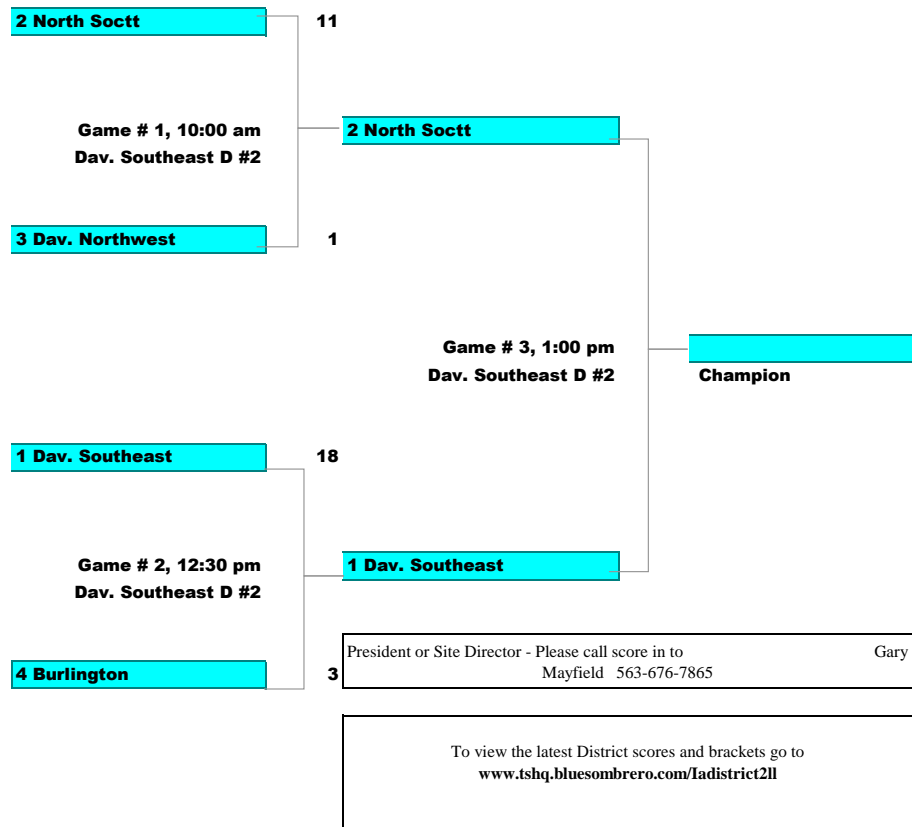 2 North Soctt 11
Game # 1, 10:00 am
Dav. Southeast D #2
2 North Soctt
3 Dav. Northwest 1
Game # 3, 1:00 pm
Dav. Southeast D #2
Champion
1 Dav. Southeast 18
Game # 2, 12:30 pm
Dav. Southeast D #2
1 Dav. Southeast
4 Burlington 3
President or Site Director - Please call score in to Gary
Mayfield 563-676-7865
To view the latest District scores and brackets go to
www.tshq.bluesombrero.com/Iadistrict2ll